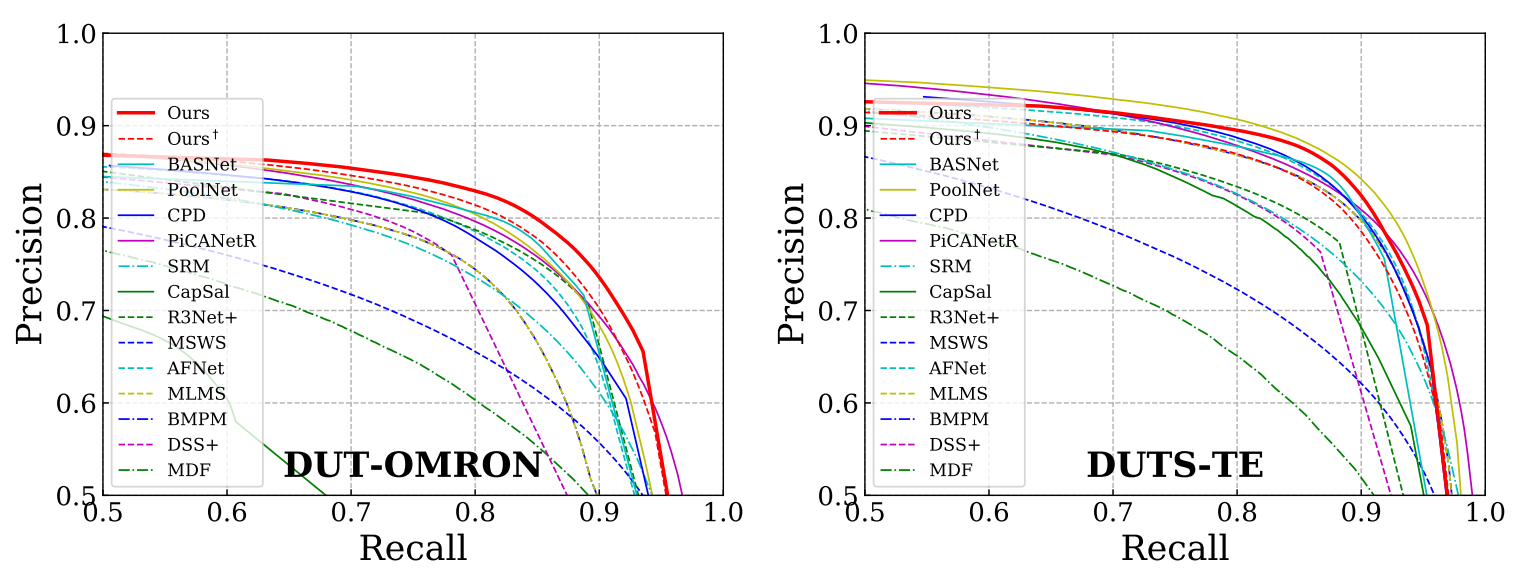 1.0
0.9
0.8
0.7
0.6
0.5
Precision
Ours
Ours†
BASNet
PoolNet
CPD
PiCANetR
SRM
CapSal
R3Net+
MSWS
AFNet
MLMS
BMPM
DSS+
MDF
DUT-OMRON
0.5 0.6 0.7 0.8 0.9 1.0
Recall
1.0
0.9
0.8
0.7
0.6
0.5
Precision
Ours
Ours†
BASNet
PoolNet
CPD
PiCANetR
SRM
CapSal
R3Net+
MSWS
AFNet
MLMS
BMPM
DSS+
MDF
DUTS-TE
0.5 0.6 0.7 0.8 0.9 1.0
Recall